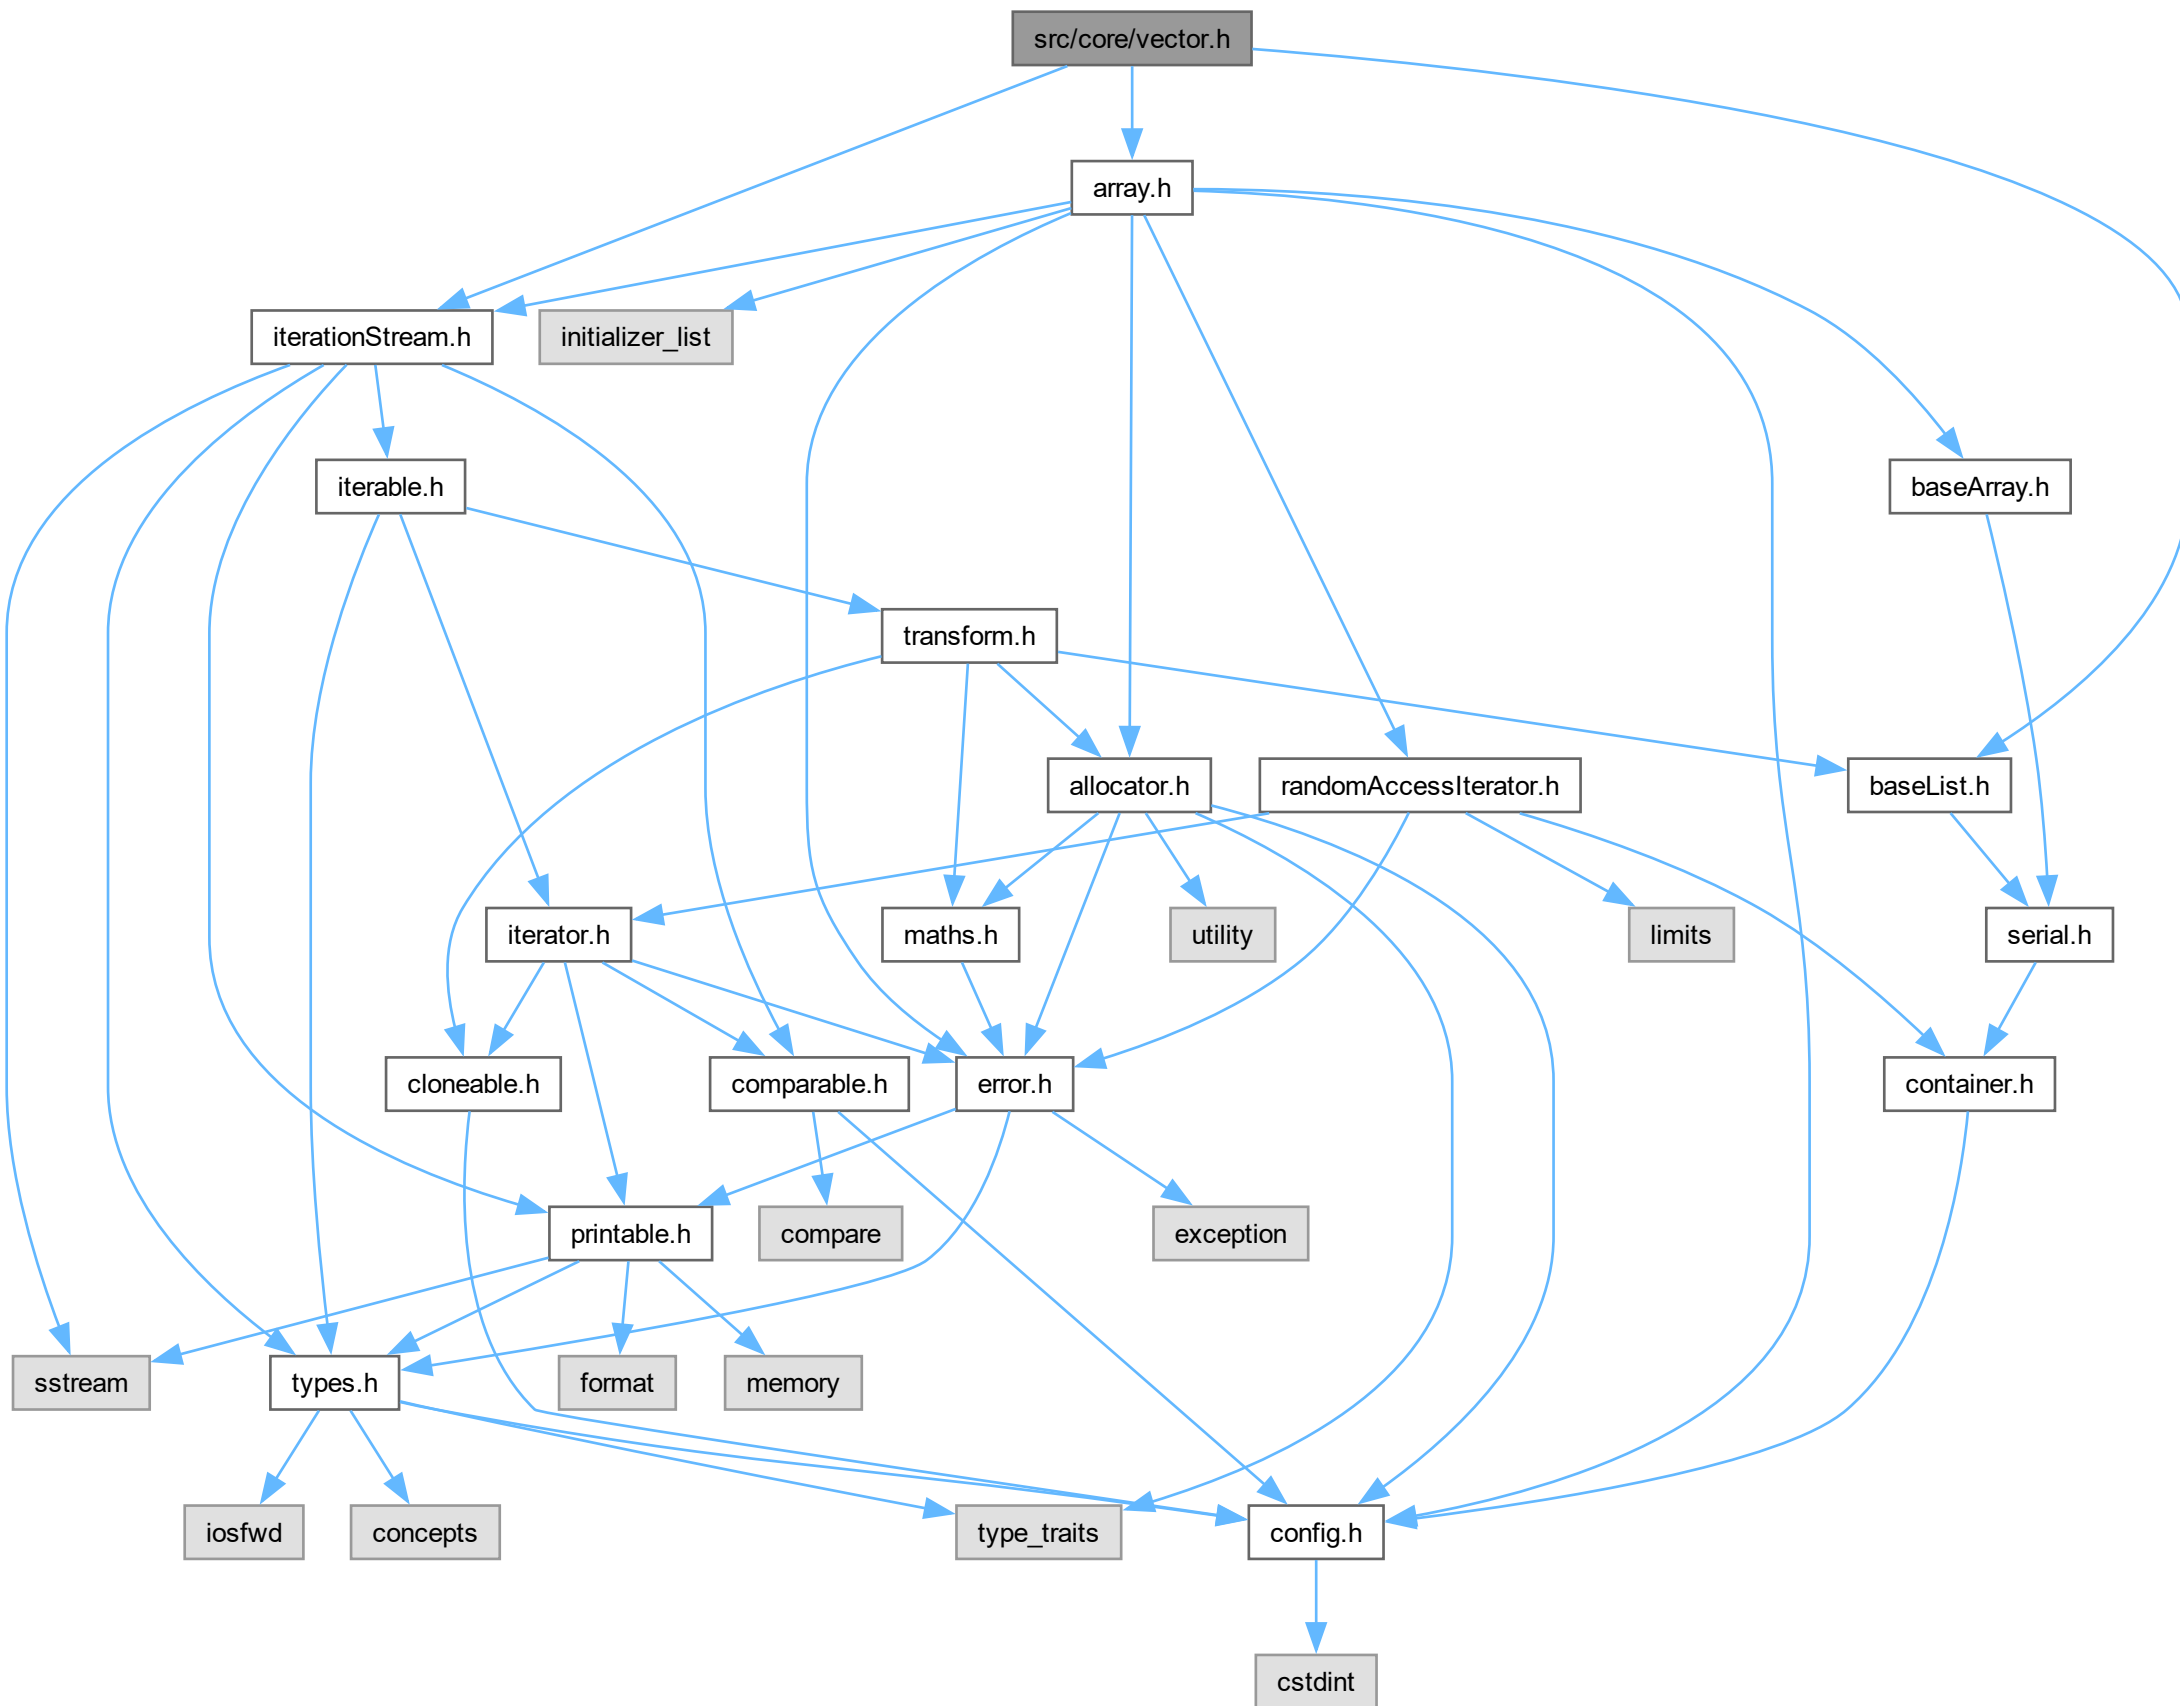 src/core/vector.h
array.h
iterationStream.h
initializer_list
iterable.h
baseArray.h
transform.h
allocator.h
randomAccessIterator.h
baseList.h
iterator.h
maths.h
utility
limits
serial.h
cloneable.h
comparable.h
error.h
container.h
printable.h
compare
exception
sstream
types.h
format
memory
iosfwd
concepts
type_traits
config.h
cstdint